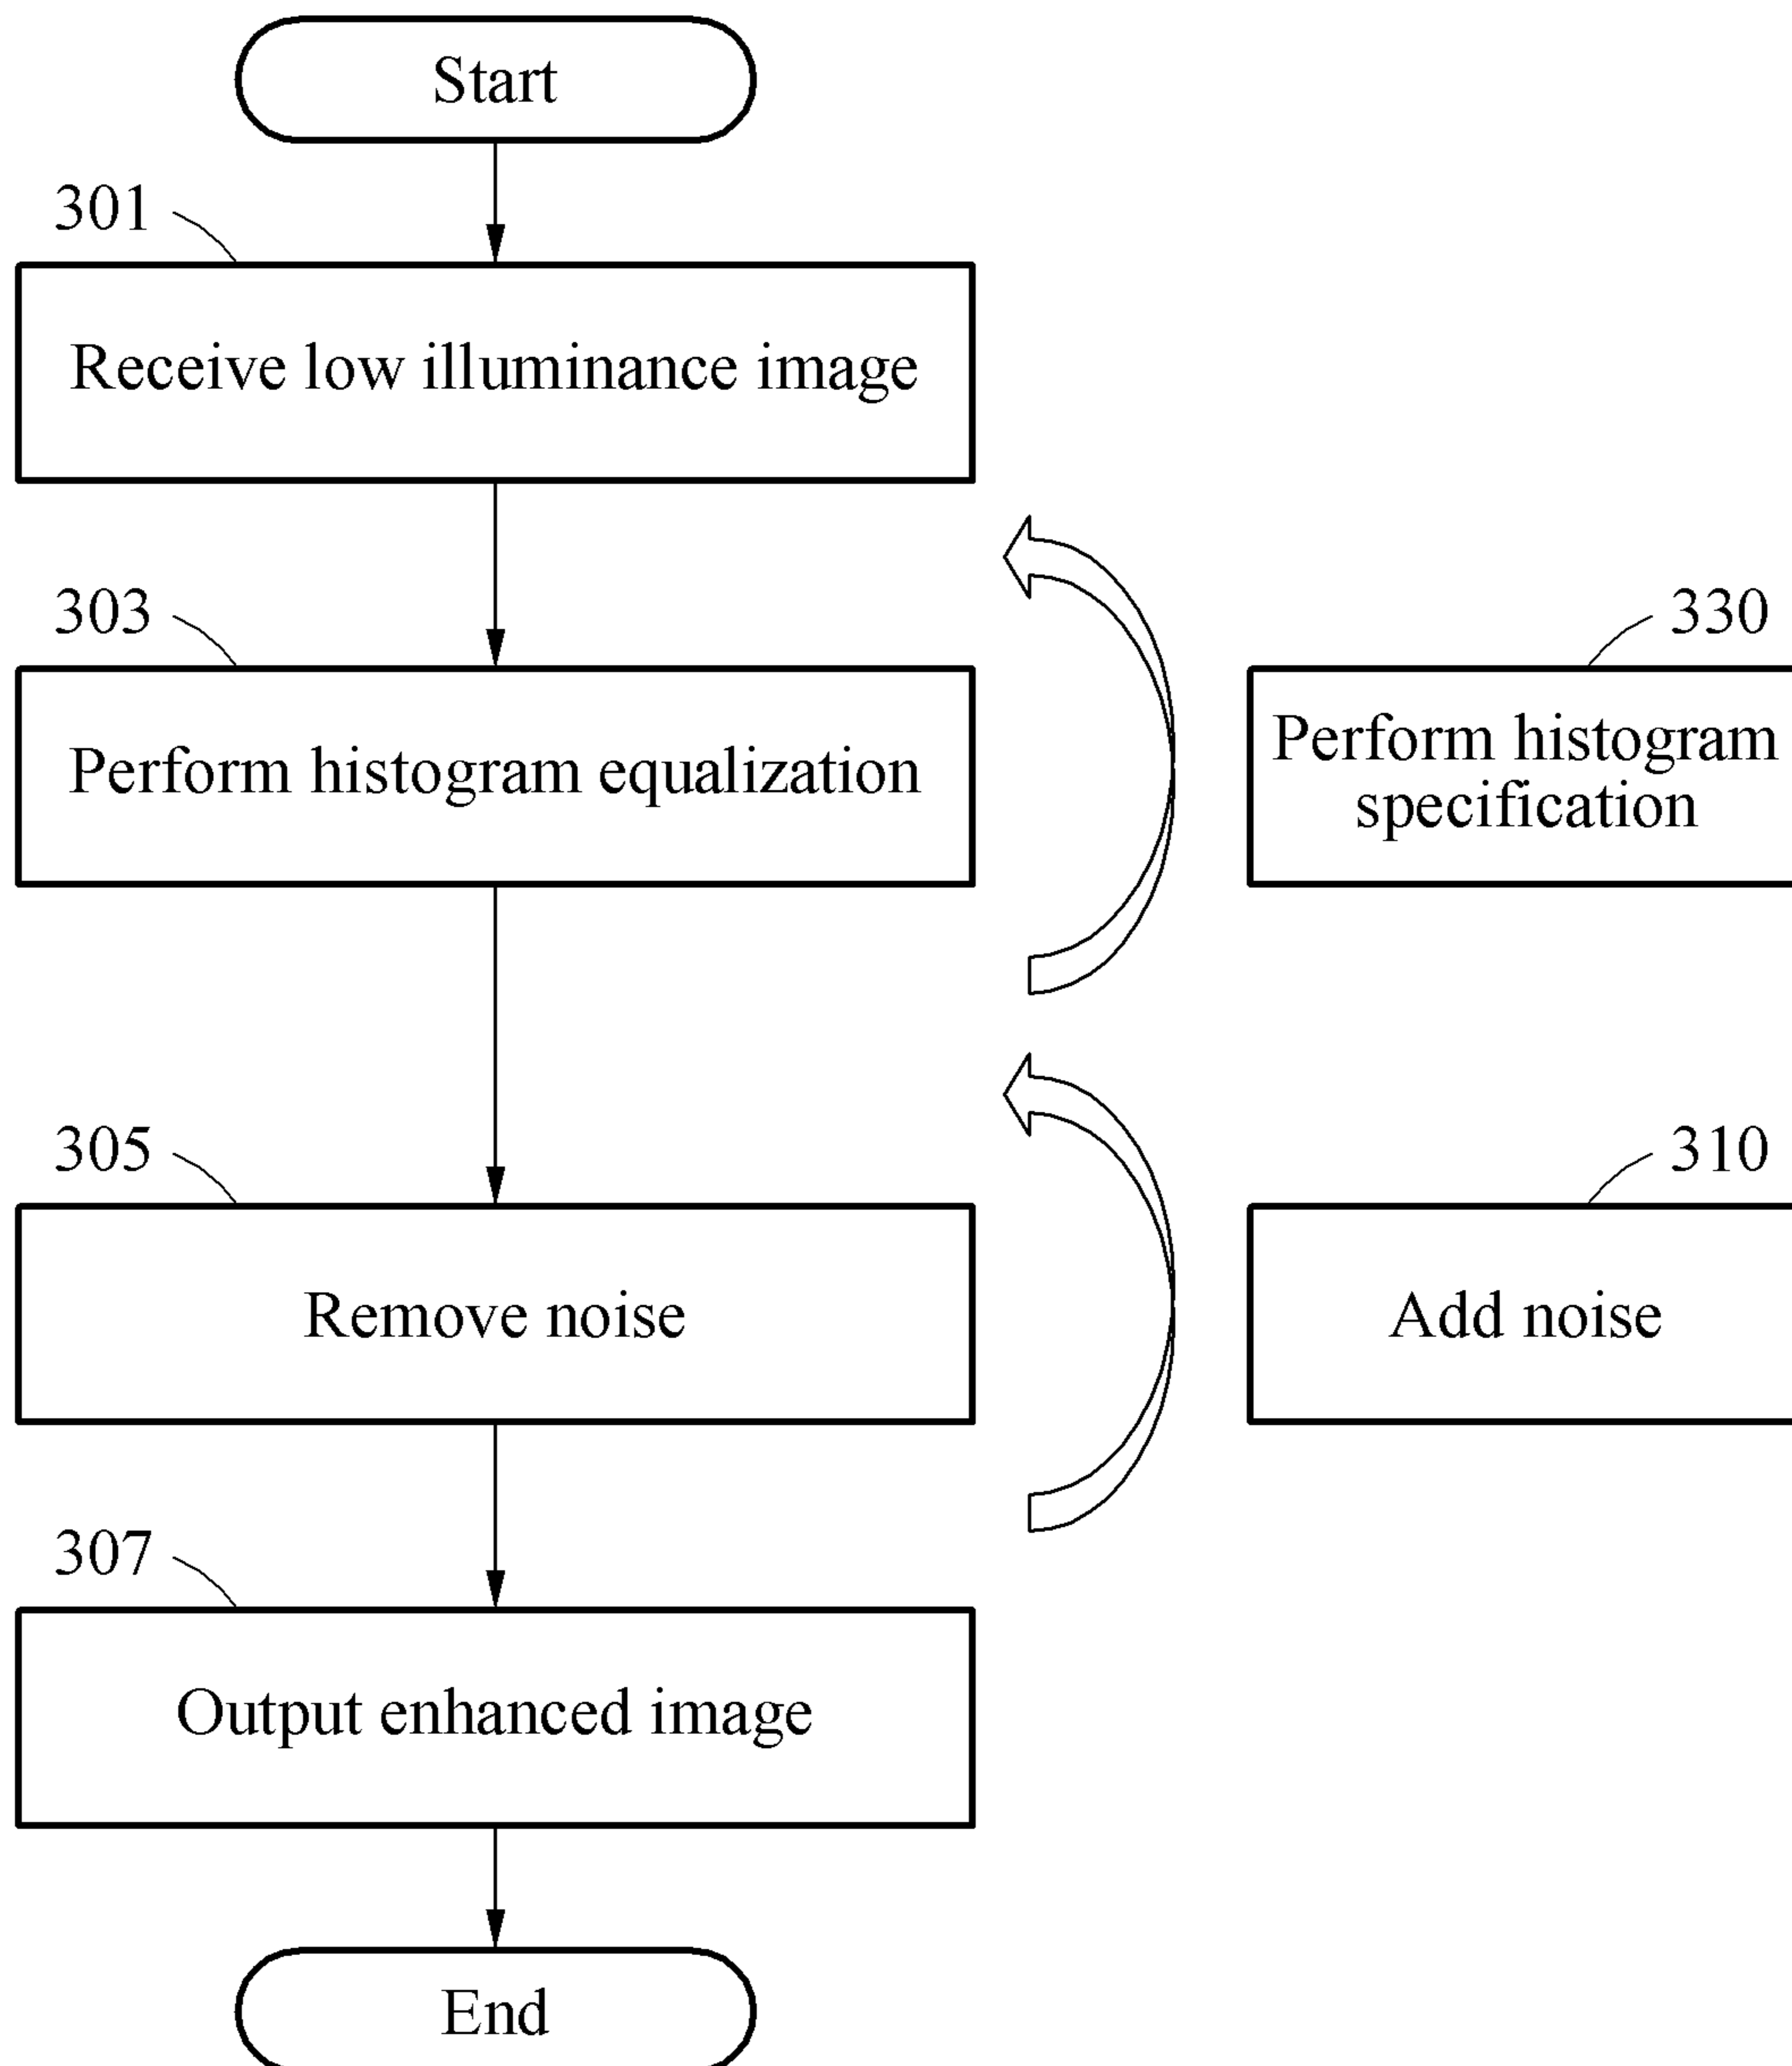 Start
301
Receive low illuminance image
303
Perform histogram equalization
330
Perform histogram
specification
305
Remove noise
310
Add noise
307
Output enhanced image
End